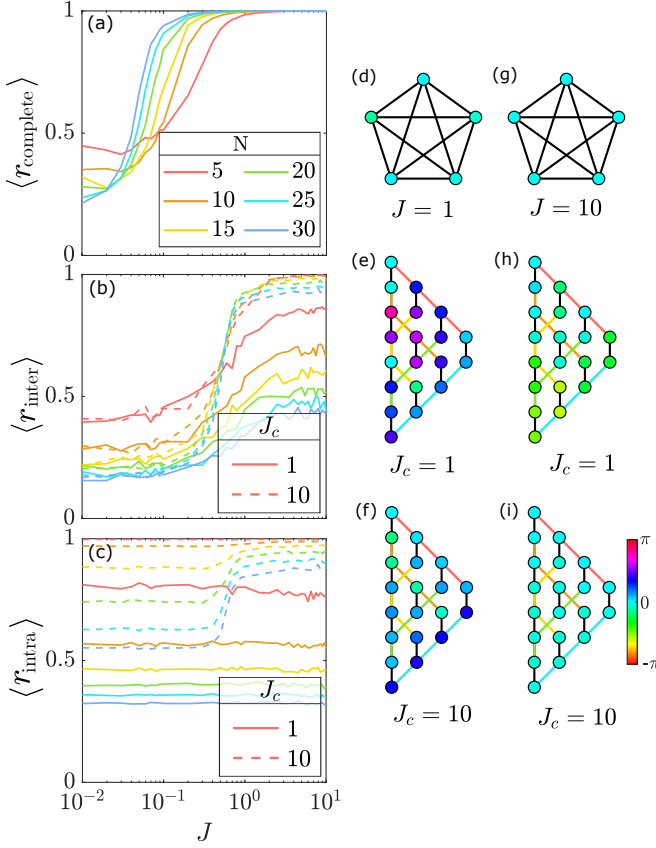 (a)
1
0.5
0
⟨r_complete⟩
N
5 20
10 25
15 30
(b)
1
0.5
0
⟨r_inter⟩
J_c
1
10
(c)
1
0.5
0
⟨r_intra⟩
J_c
1
10
10^-2 10^-1 10^0 10^1
J
(d) (g)
J = 1 J = 10
(e) (h)
J_c = 1 J_c = 1
(f) (i)
π
0
-π
J_c = 10 J_c = 10